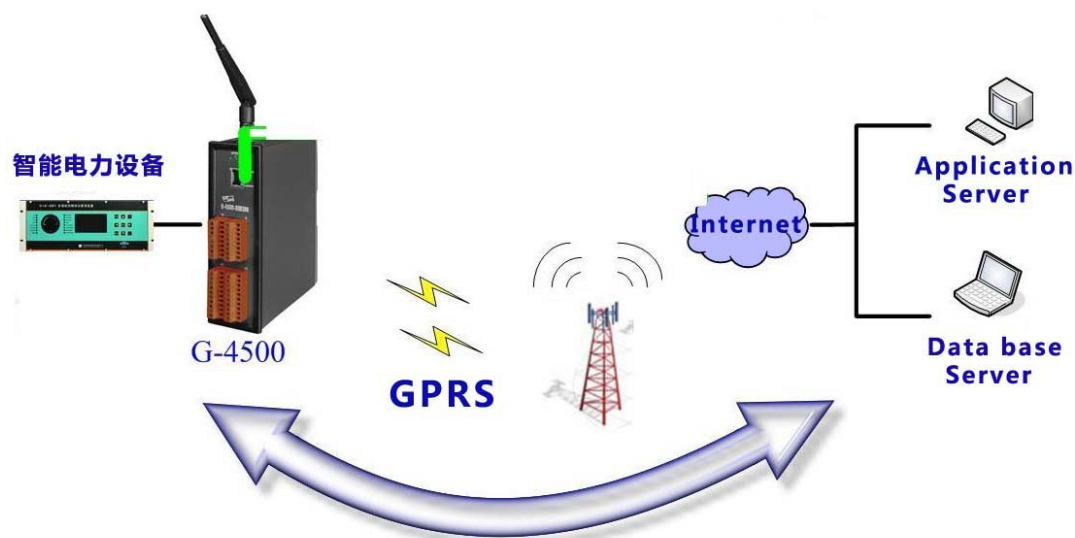 智能电力设备
G-4500
GPRS
Internet
Application
Server
Data base
Server